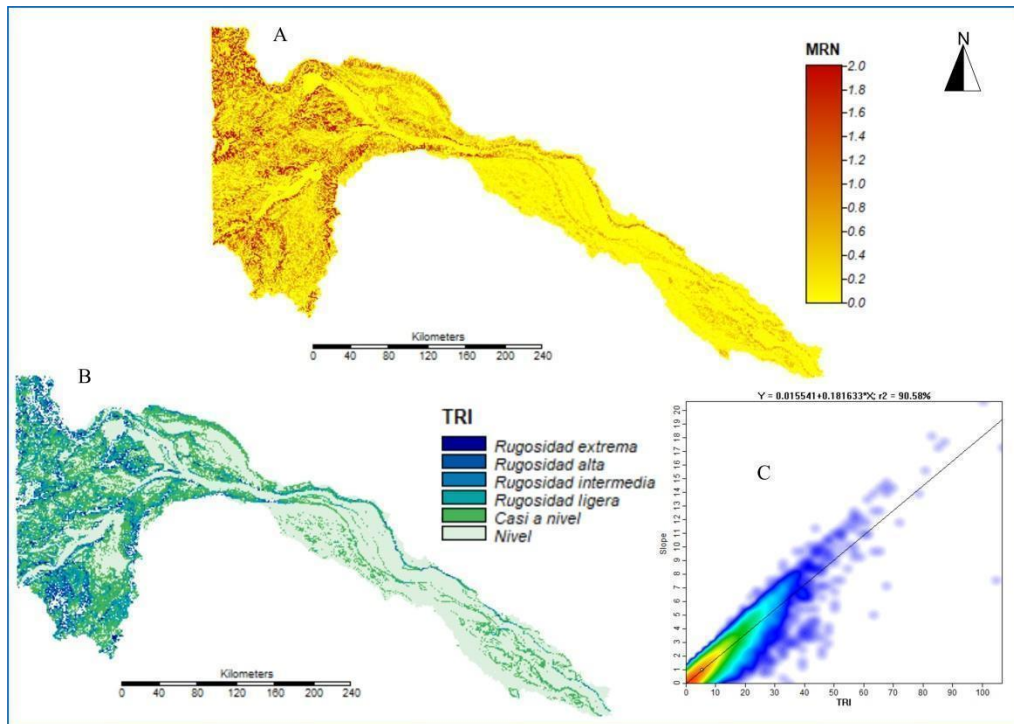 A
N
MRN
2.0
1.8
1.6
1.4
1.2
1.0
0.8
0.6
0.4
0.2
0.0
Kilometers
0 40 80 120 160 200 240
B
TRI
Rugosidad extrema
Rugosidad alta
Rugosidad intermedia
Rugosidad ligera
Casi a nivel
Nivel
Kilometers
0 40 80 120 160 200 240
Y = 0.015541+0.181633*X; r2 = 90.58%
C
Slope
20
19
18
17
16
15
14
13
12
11
10
9
8
7
6
5
4
3
2
1
0
0 10 20 30 40 50 60 70 80 90 100
TRI